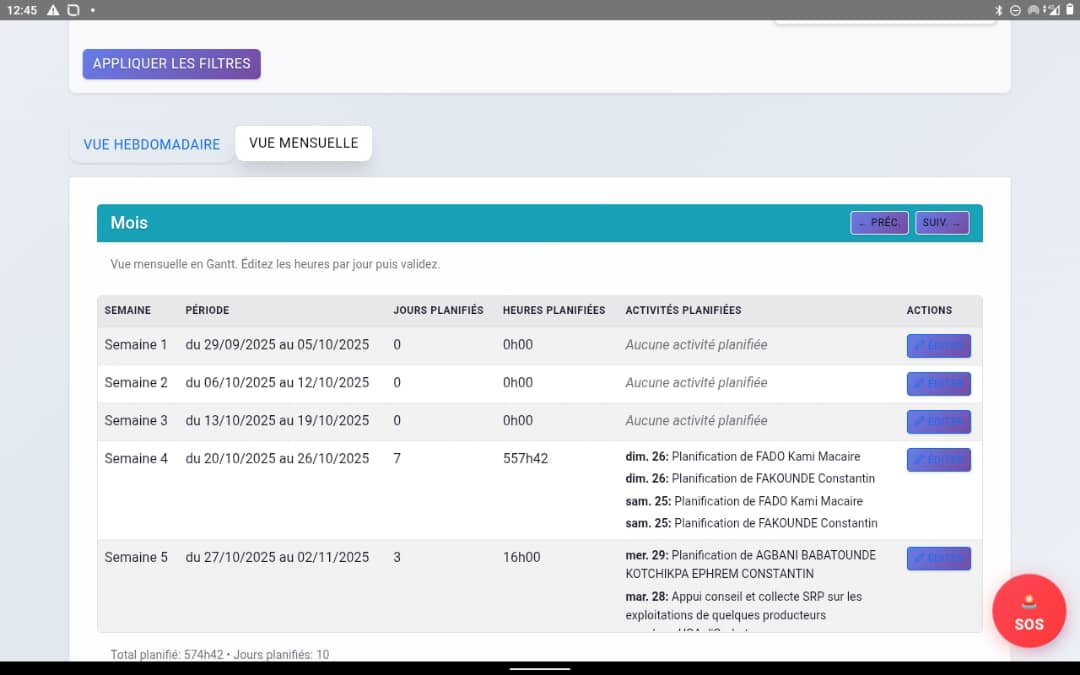 12:45
APPLIQUER LES FILTRES
VUE HEBDOMADAIRE VUE MENSUELLE
Mois ← PRÉC. SUIV. →
Vue mensuelle en Gantt. Éditez les heures par jour puis validez.
SEMAINE PÉRIODE JOURS PLANIFIÉS HEURES PLANIFIÉES ACTIVITÉS PLANIFIÉES ACTIONS
Semaine 1 du 29/09/2025 au 05/10/2025 0 0h00 Aucune activité planifiée ÉDITER
Semaine 2 du 06/10/2025 au 12/10/2025 0 0h00 Aucune activité planifiée ÉDITER
Semaine 3 du 13/10/2025 au 19/10/2025 0 0h00 Aucune activité planifiée ÉDITER
Semaine 4 du 20/10/2025 au 26/10/2025 7 557h42 dim. 26: Planification de FADO Kami Macaire ÉDITER
dim. 26: Planification de FAKOUNDE Constantin
sam. 25: Planification de FADO Kami Macaire
sam. 25: Planification de FAKOUNDE Constantin
Semaine 5 du 27/10/2025 au 02/11/2025 3 16h00 mer. 29: Planification de AGBANI BABATOUNDE ÉDITER
KOTCHIKPA EPHREM CONSTANTIN
mar. 28: Appui conseil et collecte SRP sur les
exploitations de quelques producteurs
SOS
Total planifié: 574h42 • Jours planifiés: 10